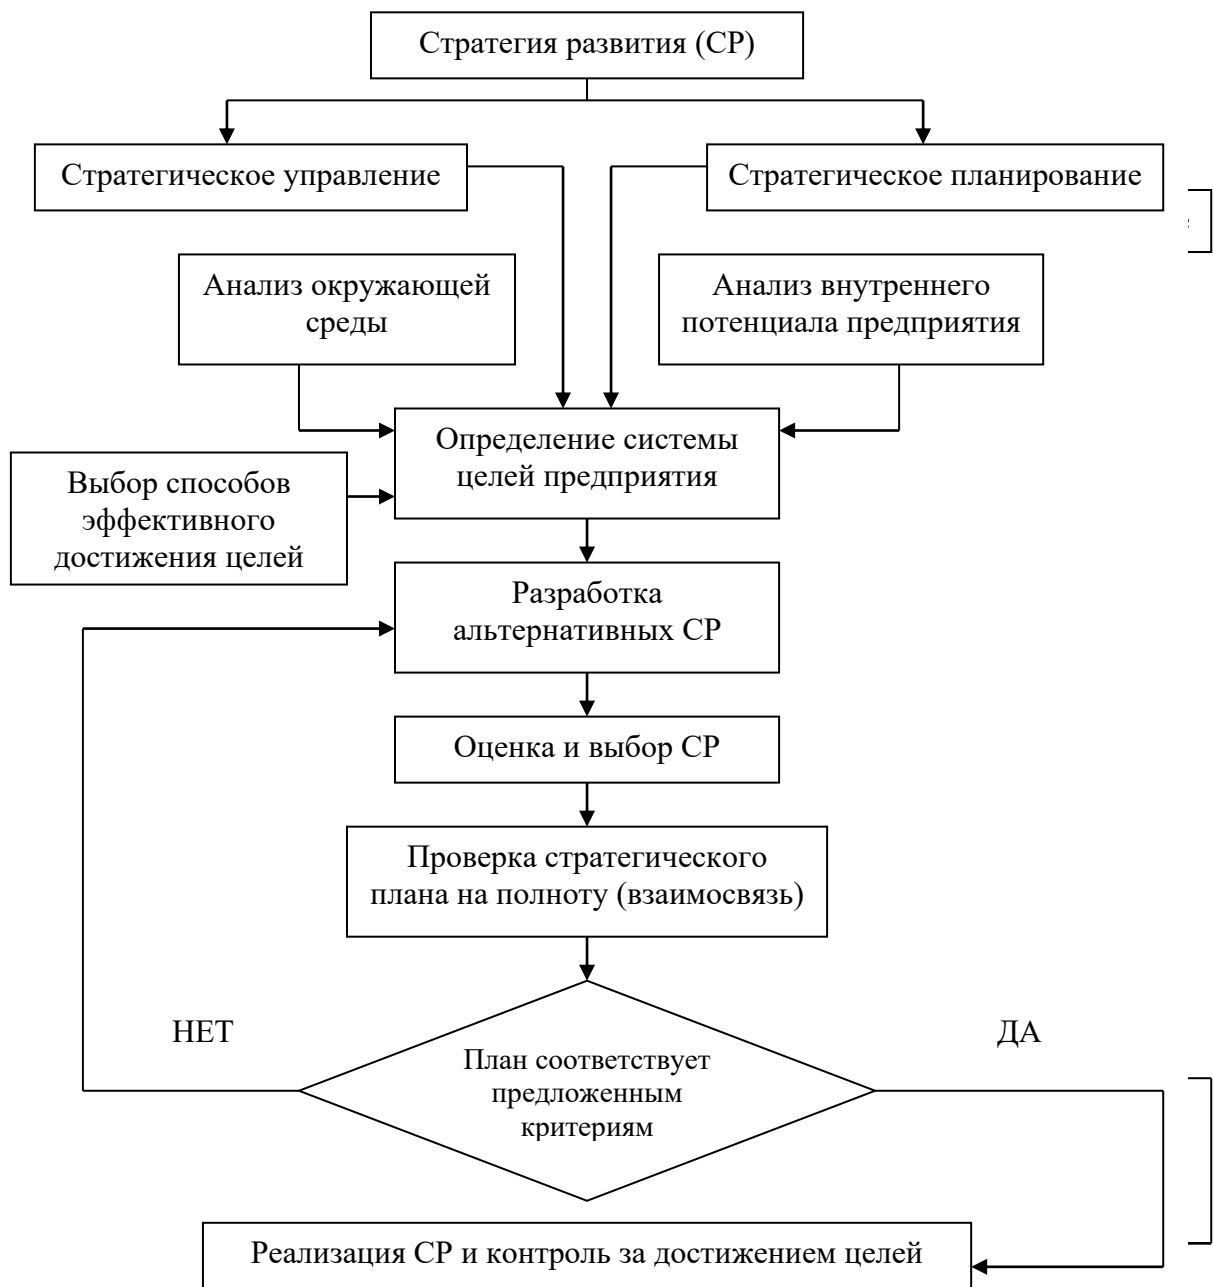 Стратегия развития (СР)
Стратегическое управление
Стратегическое планирование
Анализ окружающей
среды
Анализ внутреннего
потенциала предприятия
Определение системы
целей предприятия
Выбор способов
эффективного
достижения целей
Разработка
альтернативных СР
Оценка и выбор СР
Проверка стратегического
плана на полноту (взаимосвязь)
НЕТ
ДА
План соответствует
предложенным
критериям
Реализация СР и контроль за достижением целей